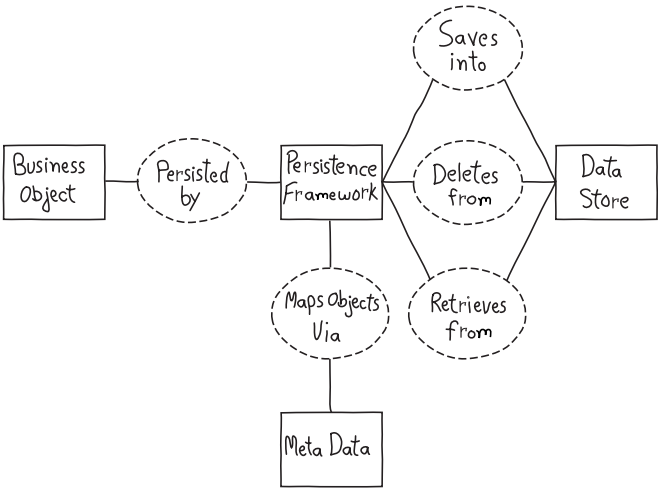 Saves
into
Business
Object
Persisted
by
Persistence
Framework
Deletes
from
Data
Store
Maps Objects
Via
Retrieves
from
Meta Data